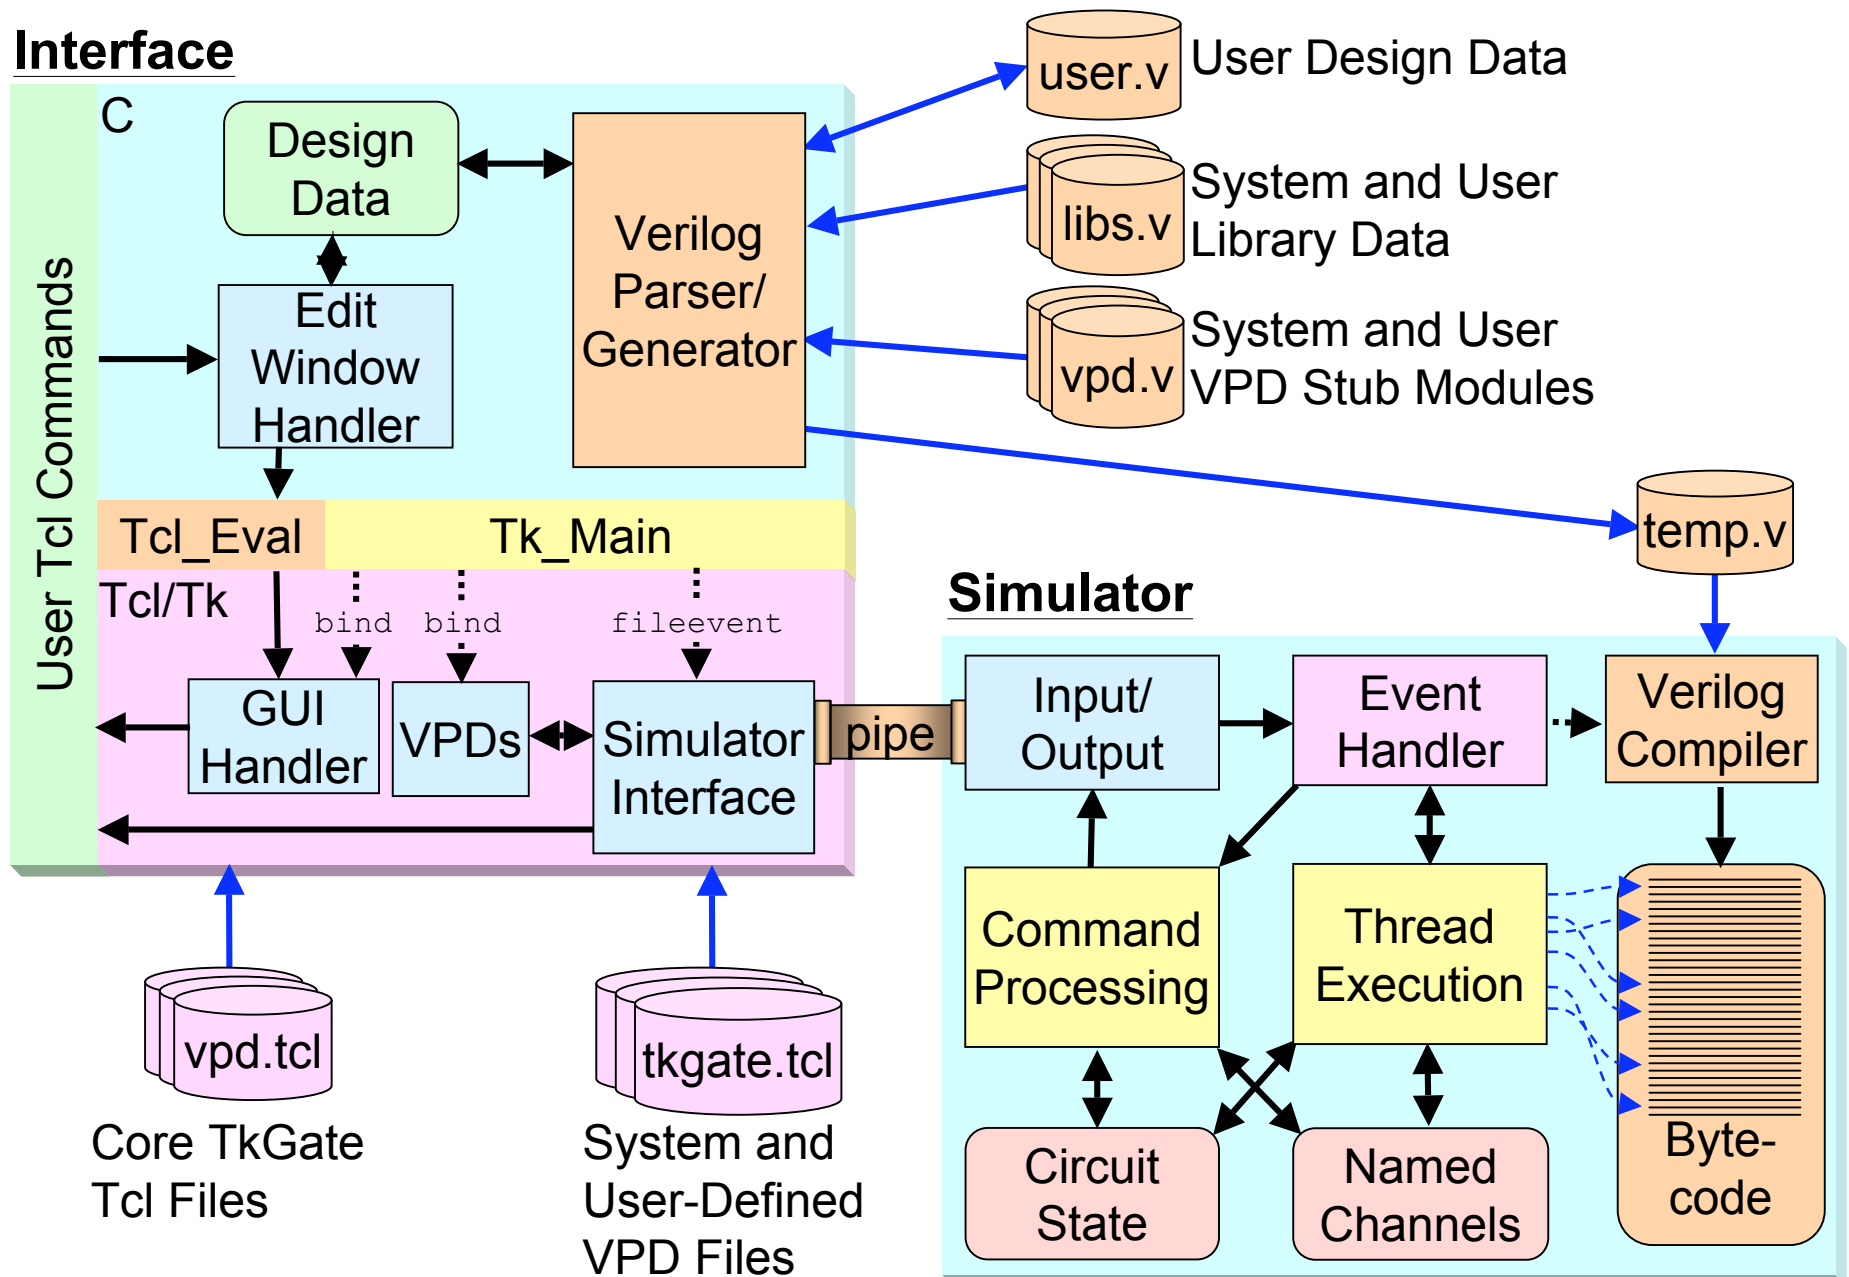 Interface
C
User Tcl Commands
Design
Data
Edit
Window
Handler
Verilog
Parser/
Generator
user.v
User Design Data
libs.v
System and User
Library Data
vpd.v
System and User
VPD Stub Modules
temp.v
Tcl_Eval
Tk_Main
Tcl/Tk
bind
bind
fileevent
GUI
Handler
VPDs
Simulator
Interface
pipe
vpd.tcl
Core TkGate
Tcl Files
tkgate.tcl
System and
User-Defined
VPD Files
Simulator
Input/
Output
Event
Handler
Verilog
Compiler
Command
Processing
Thread
Execution
Circuit
State
Named
Channels
Byte-
code